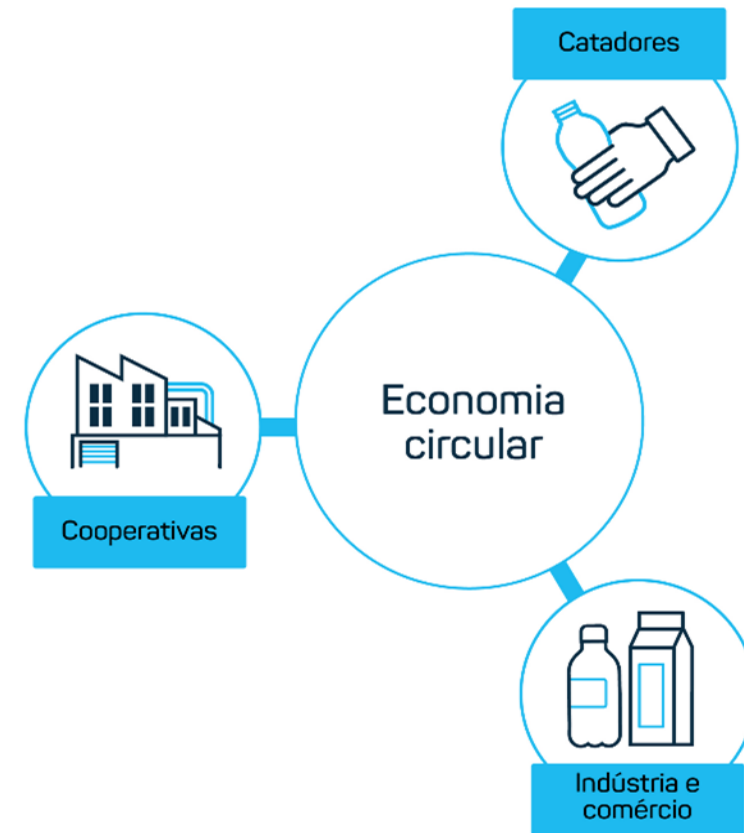 Catadores
Economia
circular
Cooperativas
Indústria e
comércio